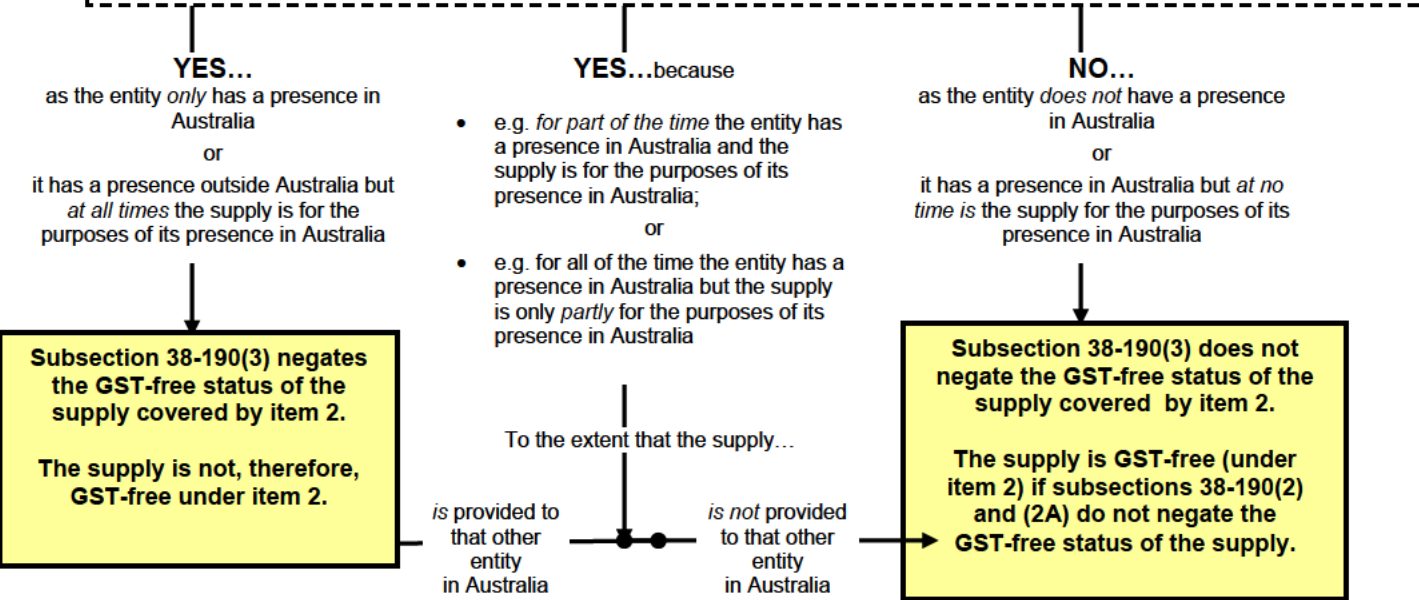 YES…
as the entity only has a presence in
Australia
or
it has a presence outside Australia but
at all times the supply is for the
purposes of its presence in Australia
Subsection 38-190(3) negates
the GST-free status of the
supply covered by item 2.
The supply is not, therefore,
GST-free under item 2.
YES…because
• e.g. for part of the time the entity has
a presence in Australia and the
supply is for the purposes of its
presence in Australia;
or
• e.g. for all of the time the entity has a
presence in Australia but the supply
is only partly for the purposes of its
presence in Australia
To the extent that the supply…
is provided to
that other
entity
in Australia
is not provided
to that other
entity
in Australia
NO…
as the entity does not have a presence
in Australia
or
it has a presence in Australia but at no
time is the supply for the purposes of its
presence in Australia
Subsection 38-190(3) does not
negate the GST-free status of the
supply covered by item 2.
The supply is GST-free (under
item 2) if subsections 38-190(2)
and (2A) do not negate the
GST-free status of the supply.